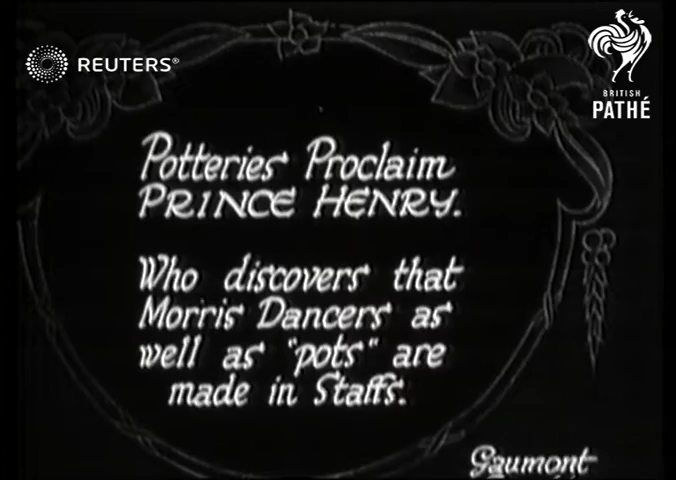 REUTERS®
BRITISH
PATHÉ
Potteries Proclaim
PRINCE HENRY.
Who discovers that
Morris Dancers as
well as "pots" are
made in Staffs.
Gaumont